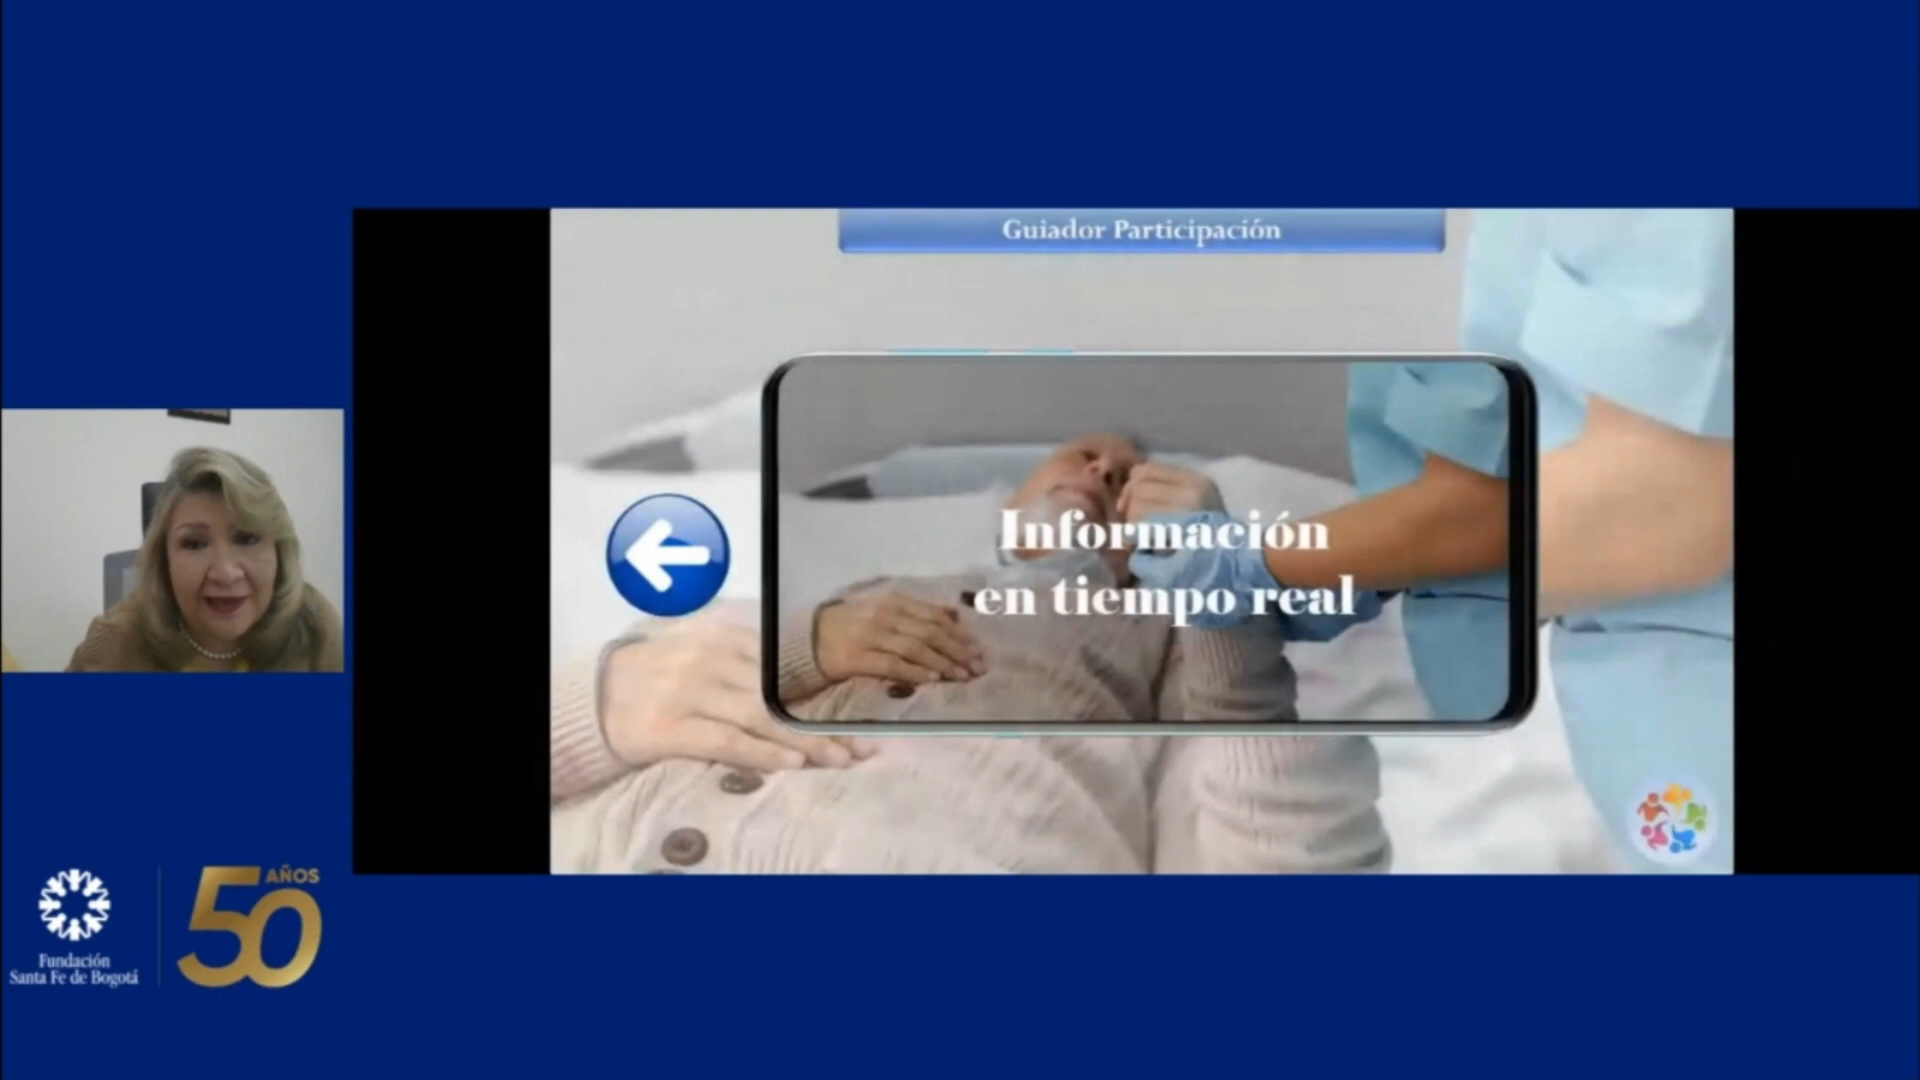 Guiador Participación
Información
en tiempo real
AÑOS
50
Fundación
Santa Fe de Bogotá